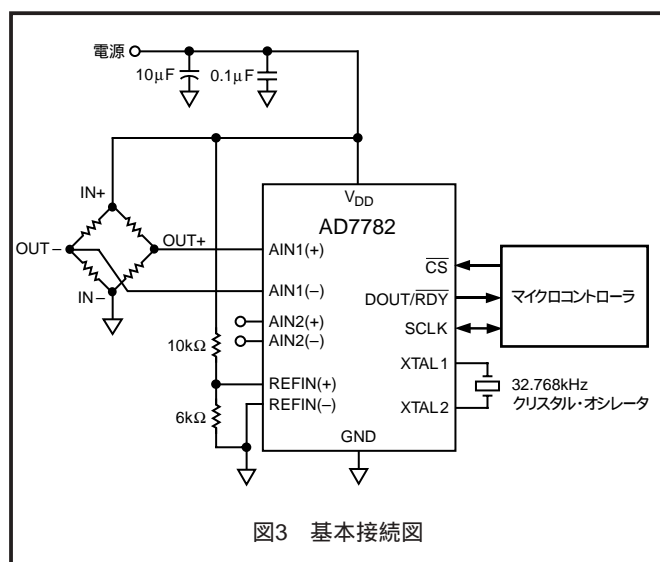 電源
10μF
0.1μF
IN+
OUT–
OUT+
IN–
VDD
AD7782
AIN1(+)
AIN1(–)
AIN2(+)
AIN2(–)
REFIN(+)
REFIN(–)
GND
10kΩ
6kΩ
CS
DOUT/RDY
SCLK
XTAL1
XTAL2
マイクロコントローラ
32.768kHz
クリスタル・オシレータ
図3 基本接続図